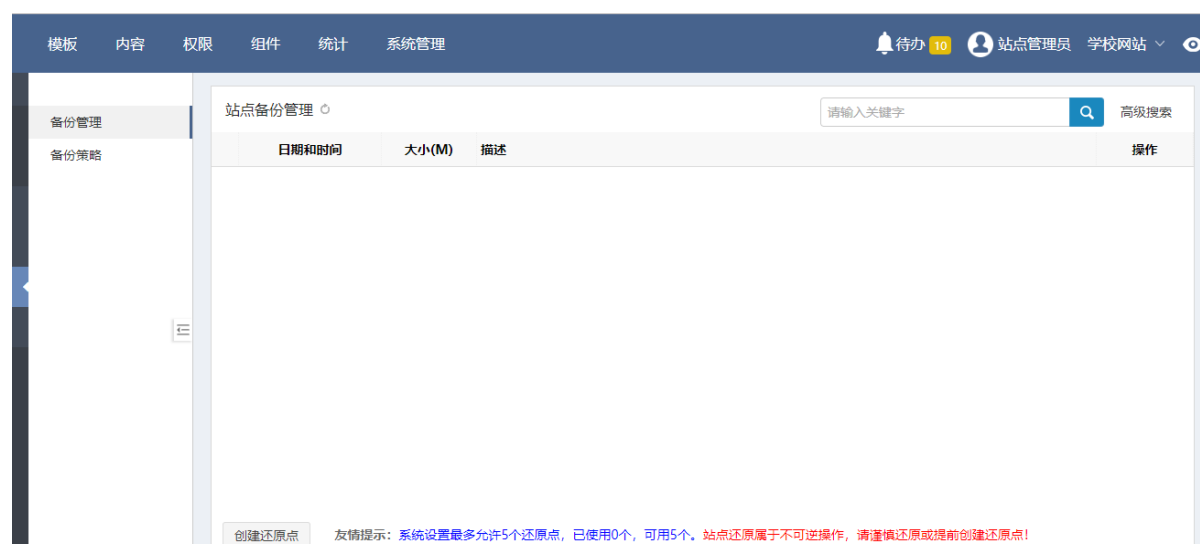 模板 内容 权限 组件 统计 系统管理 待办 10 站点管理员 学校网站
备份管理
备份策略
站点备份管理 请输入关键字 高级搜索
日期和时间 大小(M) 描述 操作
创建还原点 友情提示：系统设置最多允许5个还原点，已使用0个，可用5个。站点还原属于不可逆操作，请谨慎还原或提前创建还原点！